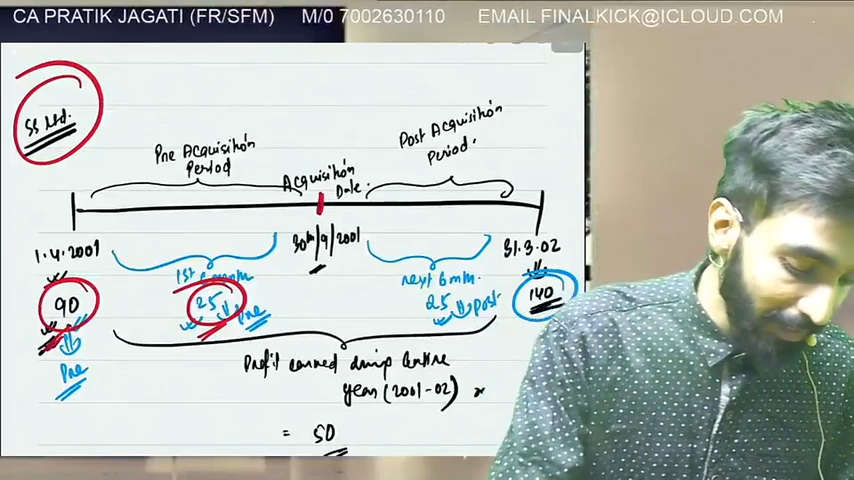 CA PRATIK JAGATI (FR/SFM) M/0 7002630110 EMAIL FINALKICK@ICLOUD.COM
SS Ltd.
Pre Acquisition
Period
Acquisition
Date.
Post Acquisition
Period.
1.4.2001
30th/9/2001
31.3.02
1st 6 mnth
next 6 mnth.
90
25 Pre
25 Post
140
Pre
Profit earned during Entire
year (2001-02)
= 50